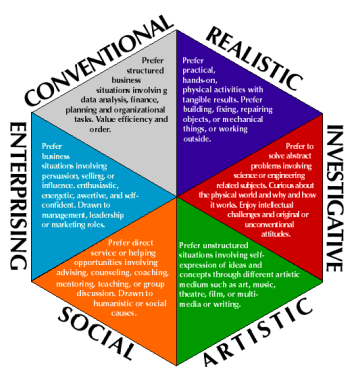 CONVENTIONAL
Prefer
structured
business
situations involving
data analysis, finance,
planning and organizational
tasks. Value efficiency and
order.
REALISTIC
Prefer
practical,
hands-on,
physical activities with
tangible results. Prefer
building, fixing, repairing
objects, or mechanical
things, or working
outside.
ENTERPRISING
Prefer
business
situations involving
persuasion, selling, or
influence. enthusiastic,
energetic, assertive, and self-
confident. Drawn to
management, leadership
or marketing roles.
INVESTIGATIVE
Prefer to
solve abstract
problems involving
science or engineering
related subjects. Curious about
the physical world and why and how
it works. Enjoy intellectual
challenges and original or
unconventional
attitudes.
SOCIAL
Prefer direct
service or helping
opportunities involving
advising, counseling, coaching,
mentoring, teaching, or group
discussion. Drawn to
humanistic or social
causes.
ARTISTIC
Prefer unstructured
situations involving self-
expression of ideas and
concepts through different artistic
medium such as art, music,
theatre, film, or multi-
media or writing.